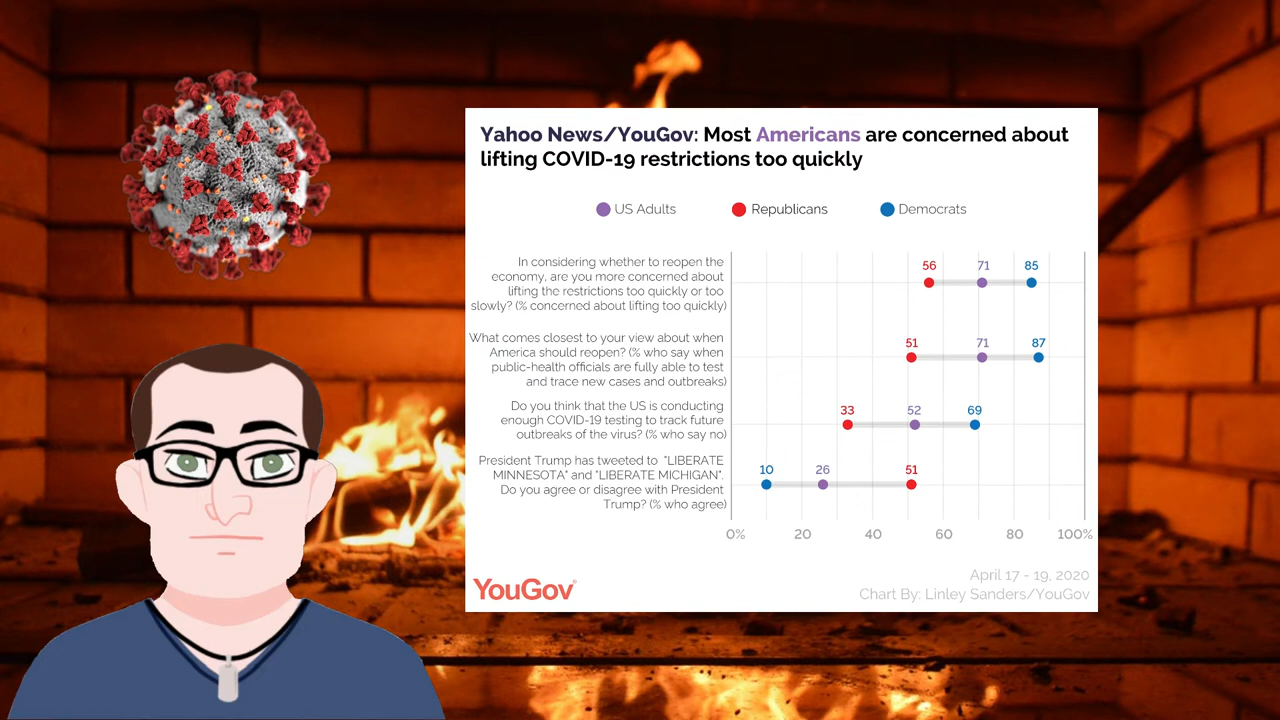 Yahoo News/YouGov: Most Americans are concerned about
lifting COVID-19 restrictions too quickly
US Adults Republicans Democrats
In considering whether to reopen the
economy, are you more concerned about
lifting the restrictions too quickly or too
slowly? (% concerned about lifting too quickly)
56 71 85
What comes closest to your view about when
America should reopen? (% who say when
public-health officials are fully able to test
and trace new cases and outbreaks)
51 71 87
Do you think that the US is conducting
enough COVID-19 testing to track future
outbreaks of the virus? (% who say no)
33 52 69
President Trump has tweeted to "LIBERATE
MINNESOTA" and "LIBERATE MICHIGAN".
Do you agree or disagree with President
Trump? (% who agree)
10 26 51
0% 20 40 60 80 100%
YouGov®
April 17 - 19, 2020
Chart By: Linley Sanders/YouGov